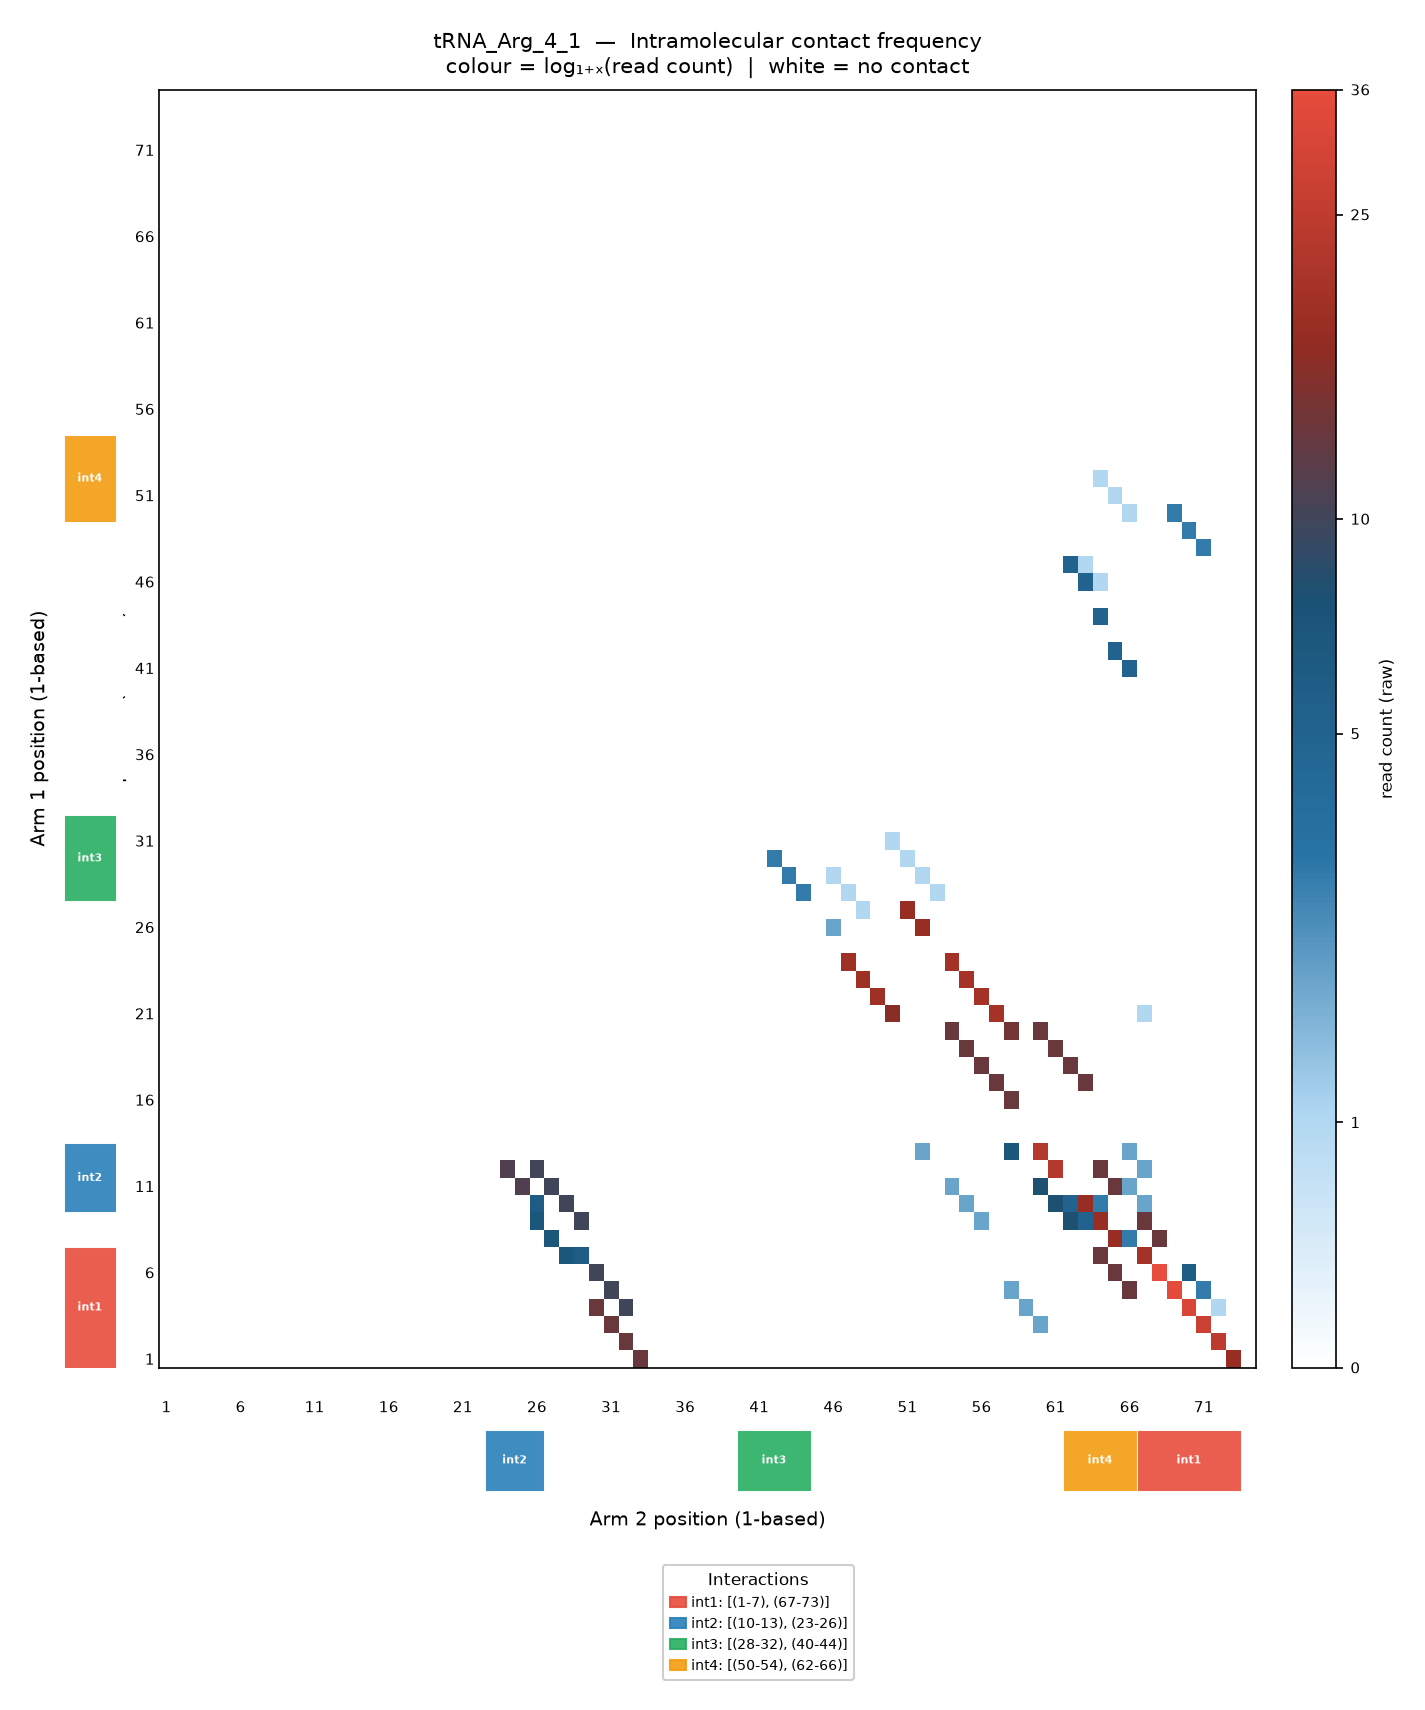 tRNA_Arg_4_1 — Intramolecular contact frequency
colour = log₁₊ₓ(read count) | white = no contact
71
66
61
56
51
46
41
36
31
26
21
16
11
6
1
int4
int3
int2
int1
Arm 1 position (1-based)
1 6 11 16 21 26 31 36 41 46 51 56 61 66 71
int2 int3 int4 int1
Arm 2 position (1-based)
36
25
10
5
1
0
read count (raw)
Interactions
int1: [(1-7), (67-73)]
int2: [(10-13), (23-26)]
int3: [(28-32), (40-44)]
int4: [(50-54), (62-66)]